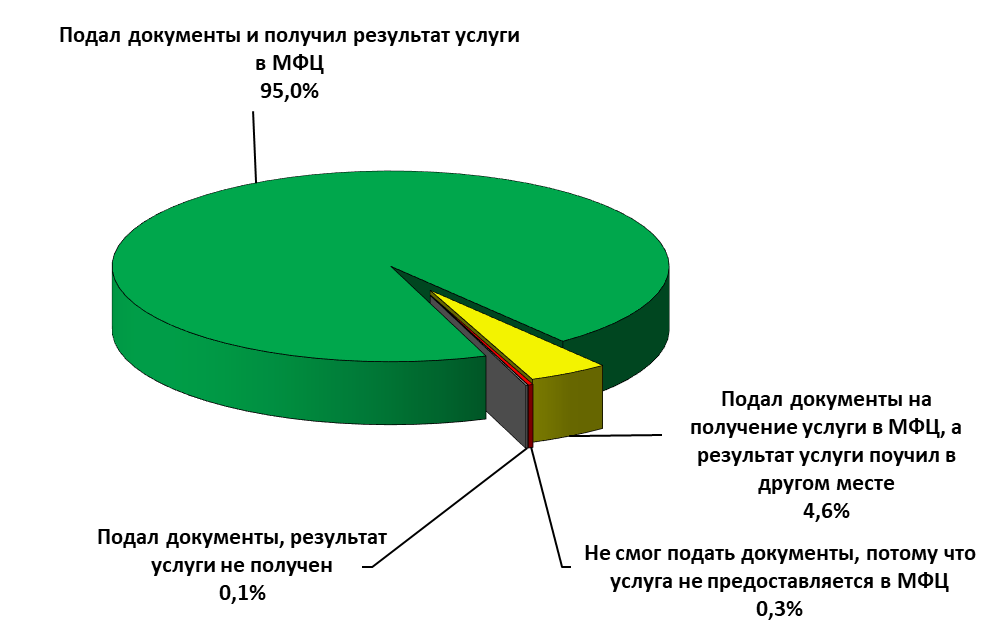 Подал документы и получил результат услуги
в МФЦ
95,0%
Подал документы на
получение услуги в МФЦ, а
результат услуги поучил в
другом месте
4,6%
Подал документы, результат
услуги не получен
0,1%
Не смог подать документы, потому что
услуга не предоставляется в МФЦ
0,3%